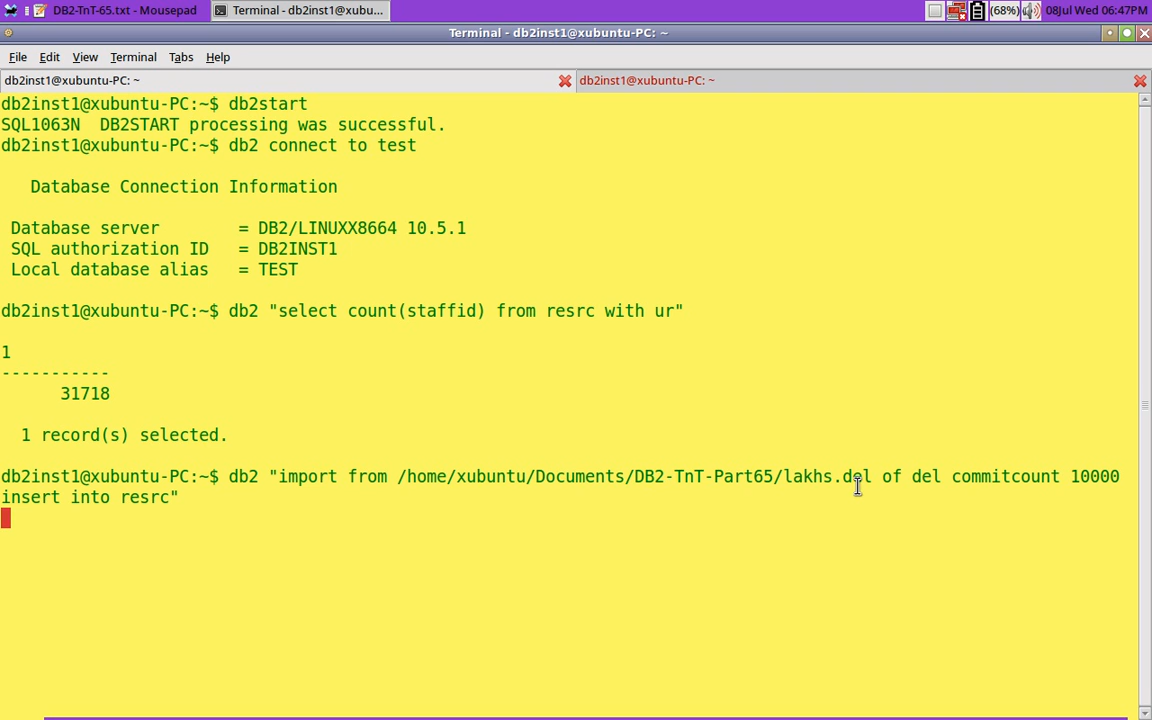 DB2-TnT-65.txt - Mousepad
Terminal - db2inst1@xubu...
(68%)
08Jul Wed 06:47PM
Terminal - db2inst1@xubuntu-PC: ~
File Edit View Terminal Tabs Help
db2inst1@xubuntu-PC: ~
db2inst1@xubuntu-PC: ~
db2inst1@xubuntu-PC:~$ db2start
SQL1063N  DB2START processing was successful.
db2inst1@xubuntu-PC:~$ db2 connect to test
   Database Connection Information
 Database server        = DB2/LINUXX8664 10.5.1
 SQL authorization ID   = DB2INST1
 Local database alias   = TEST
db2inst1@xubuntu-PC:~$ db2 "select count(staffid) from resrc with ur"
1
-----------
      31718
  1 record(s) selected.
db2inst1@xubuntu-PC:~$ db2 "import from /home/xubuntu/Documents/DB2-TnT-Part65/lakhs.del of del commitcount 10000
insert into resrc"